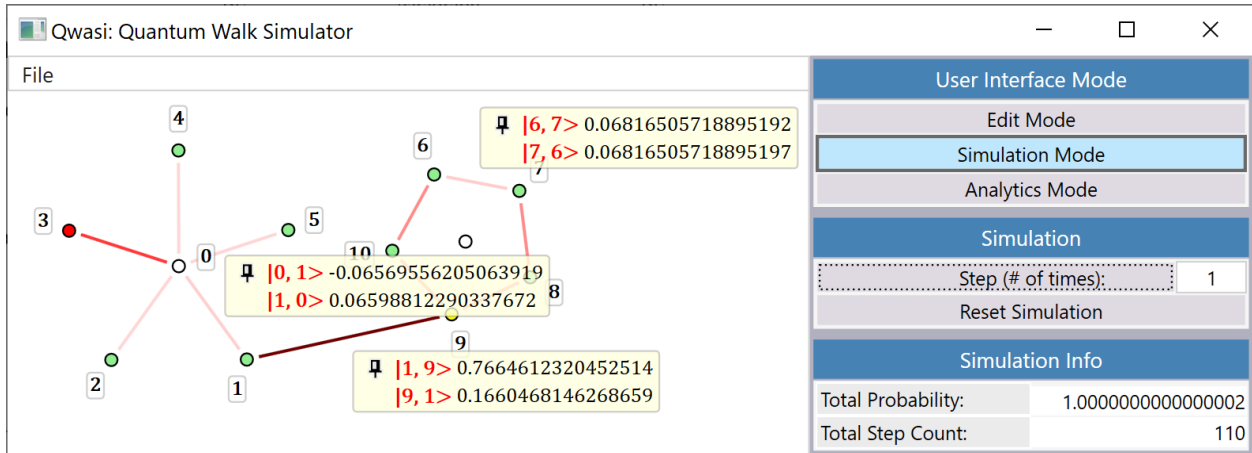 Qwasi: Quantum Walk Simulator
File
4
3
5
0
2
1
6
7
10
8
9
|6, 7> 0.06816505718895192
|7, 6> 0.06816505718895197
|0, 1> -0.06569556205063919
|1, 0> 0.06598812290337672
|1, 9> 0.7664612320452514
|9, 1> 0.1660468146268659
User Interface Mode
Edit Mode
Simulation Mode
Analytics Mode
Simulation
Step (# of times): 1
Reset Simulation
Simulation Info
Total Probability: 1.0000000000000002
Total Step Count: 110